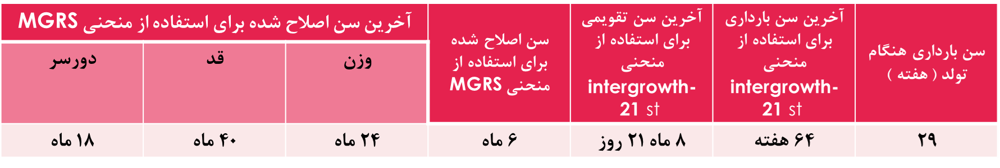 سن بارداری هنگام
تولد ( هفته )
آخرین سن بارداری
برای استفاده از
منحنی
intergrowth-
21 st
آخرین سن تقویمی
برای استفاده از
منحنی
intergrowth-
21 st
سن اصلاح شده
برای استفاده از
منحنی MGRS
آخرین سن اصلاح شده برای استفاده از منحنی MGRS
وزن
قد
دورسر
۲۹
۶۴ هفته
۸ ماه ۲۱ روز
۶ ماه
۲۴ ماه
۴۰ ماه
۱۸ ماه